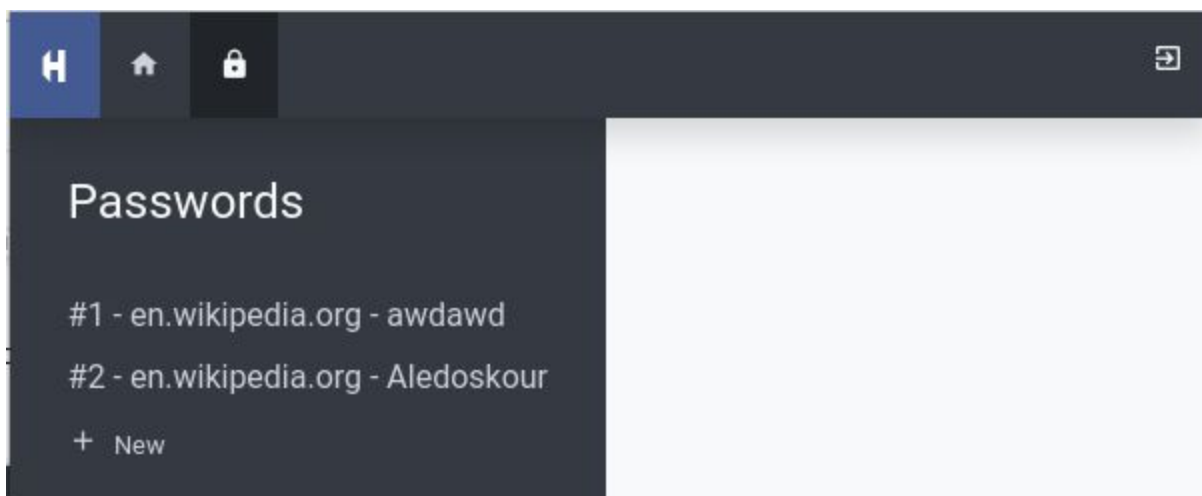 Passwords
#1 - en.wikipedia.org - awdawd
#2 - en.wikipedia.org - Aledoskour
+ New